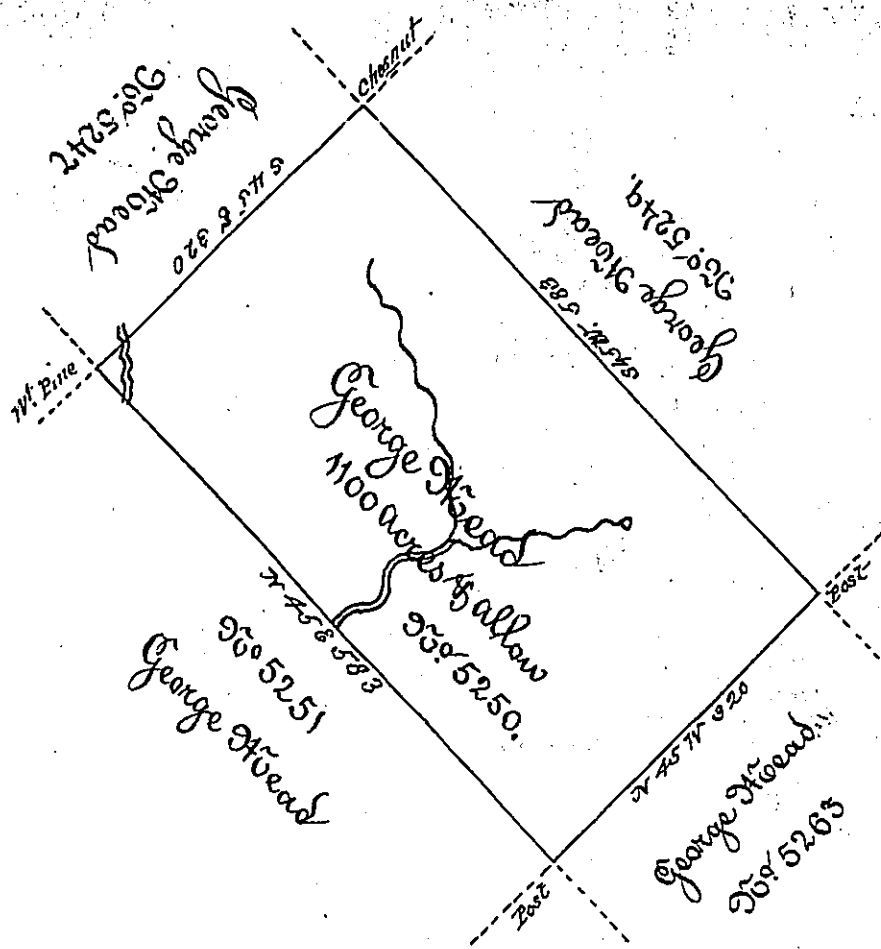 Chesnut
George Mead
No. 5247
S 45 E 320
George Mead
No. 5249.
S 45 W. 583
Wt. Pine
George Mead
1100 acres & allow
No. 5250.
Post
N 45 E 583
No. 5251
George Mead
N 45 W 320
George Mead
No. 5263
Post